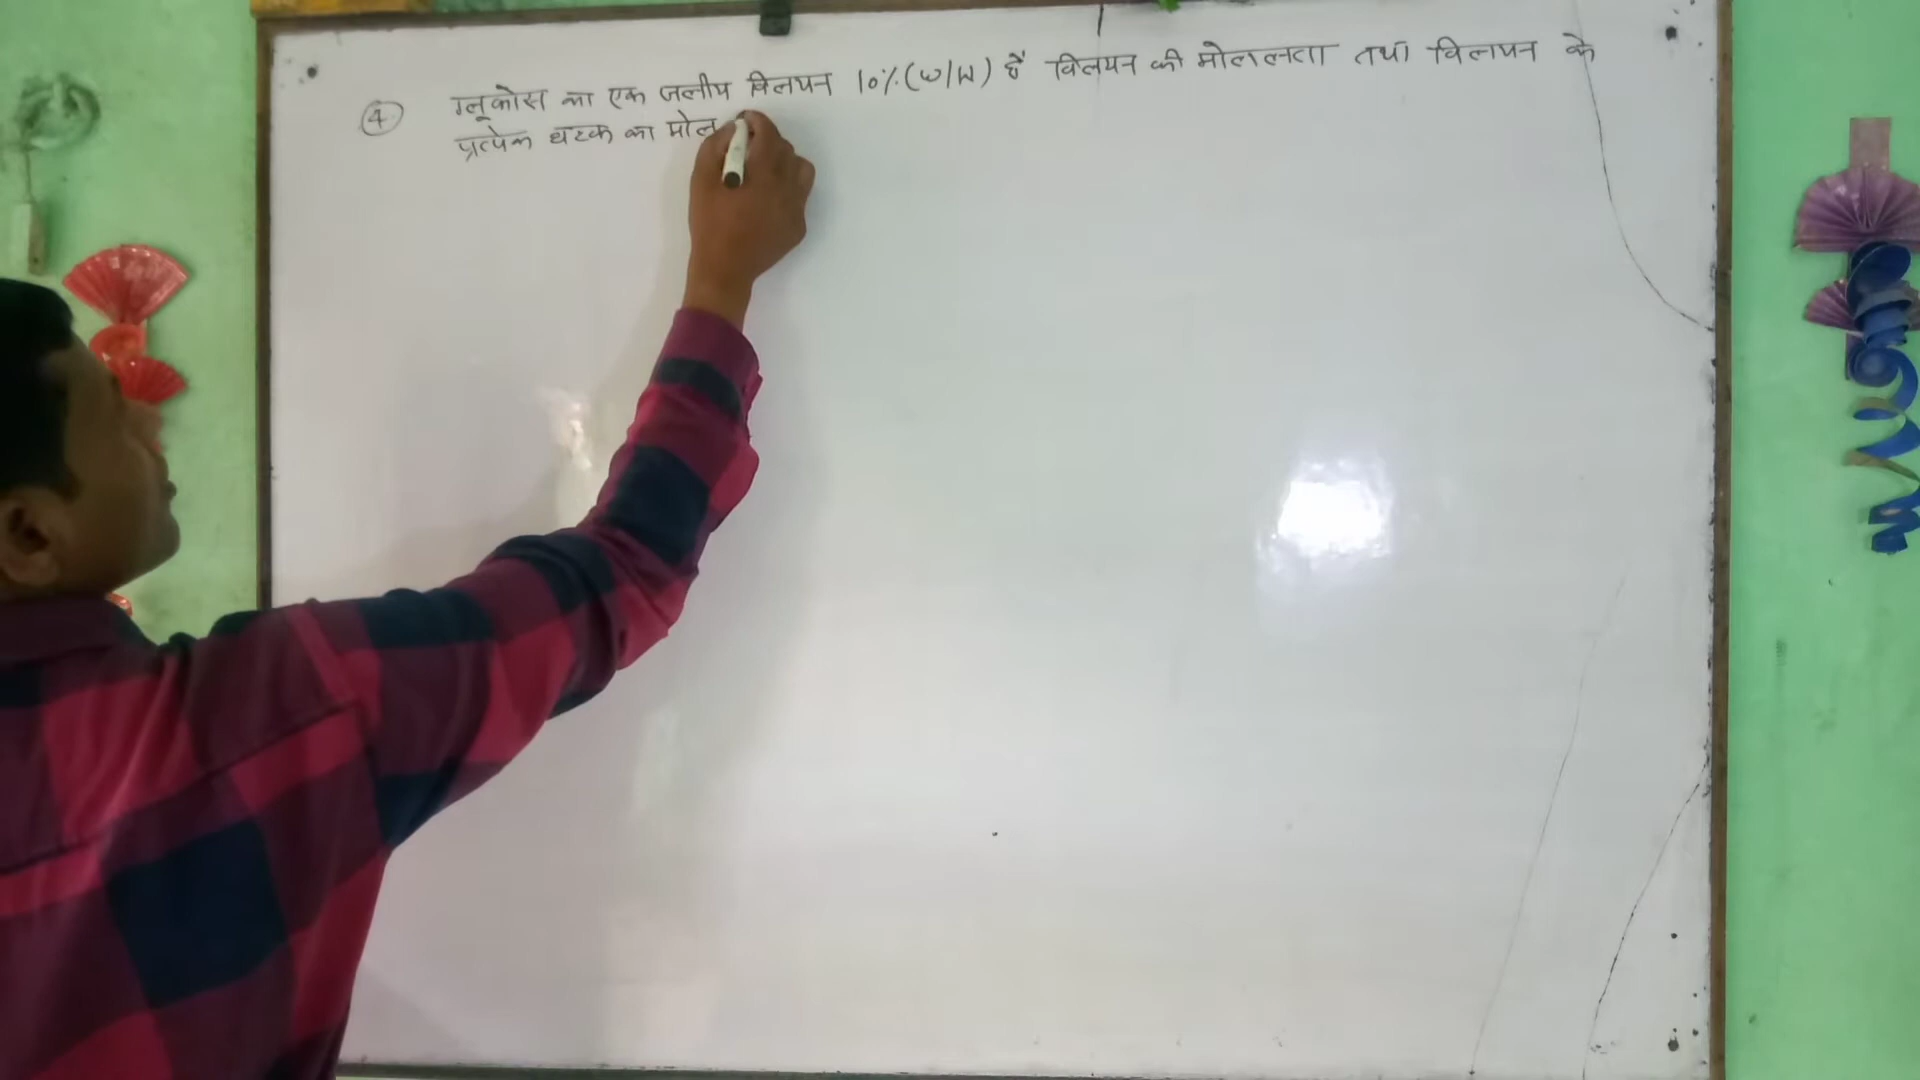 ④ ग्लूकोस का एक जलीय विलयन 10%(W/W) है विलयन की मोललता तथा विलयन के
प्रत्येक घटक का मोल